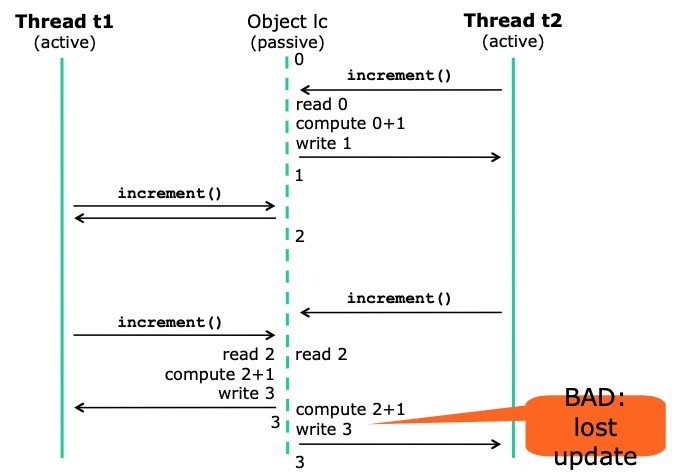 Thread t1
(active)
Object lc
(passive)
Thread t2
(active)
0
increment()
read 0
compute 0+1
write 1
1
increment()
2
increment()
increment()
read 2
read 2
compute 2+1
write 3
3
compute 2+1
write 3
3
BAD:
lost
update